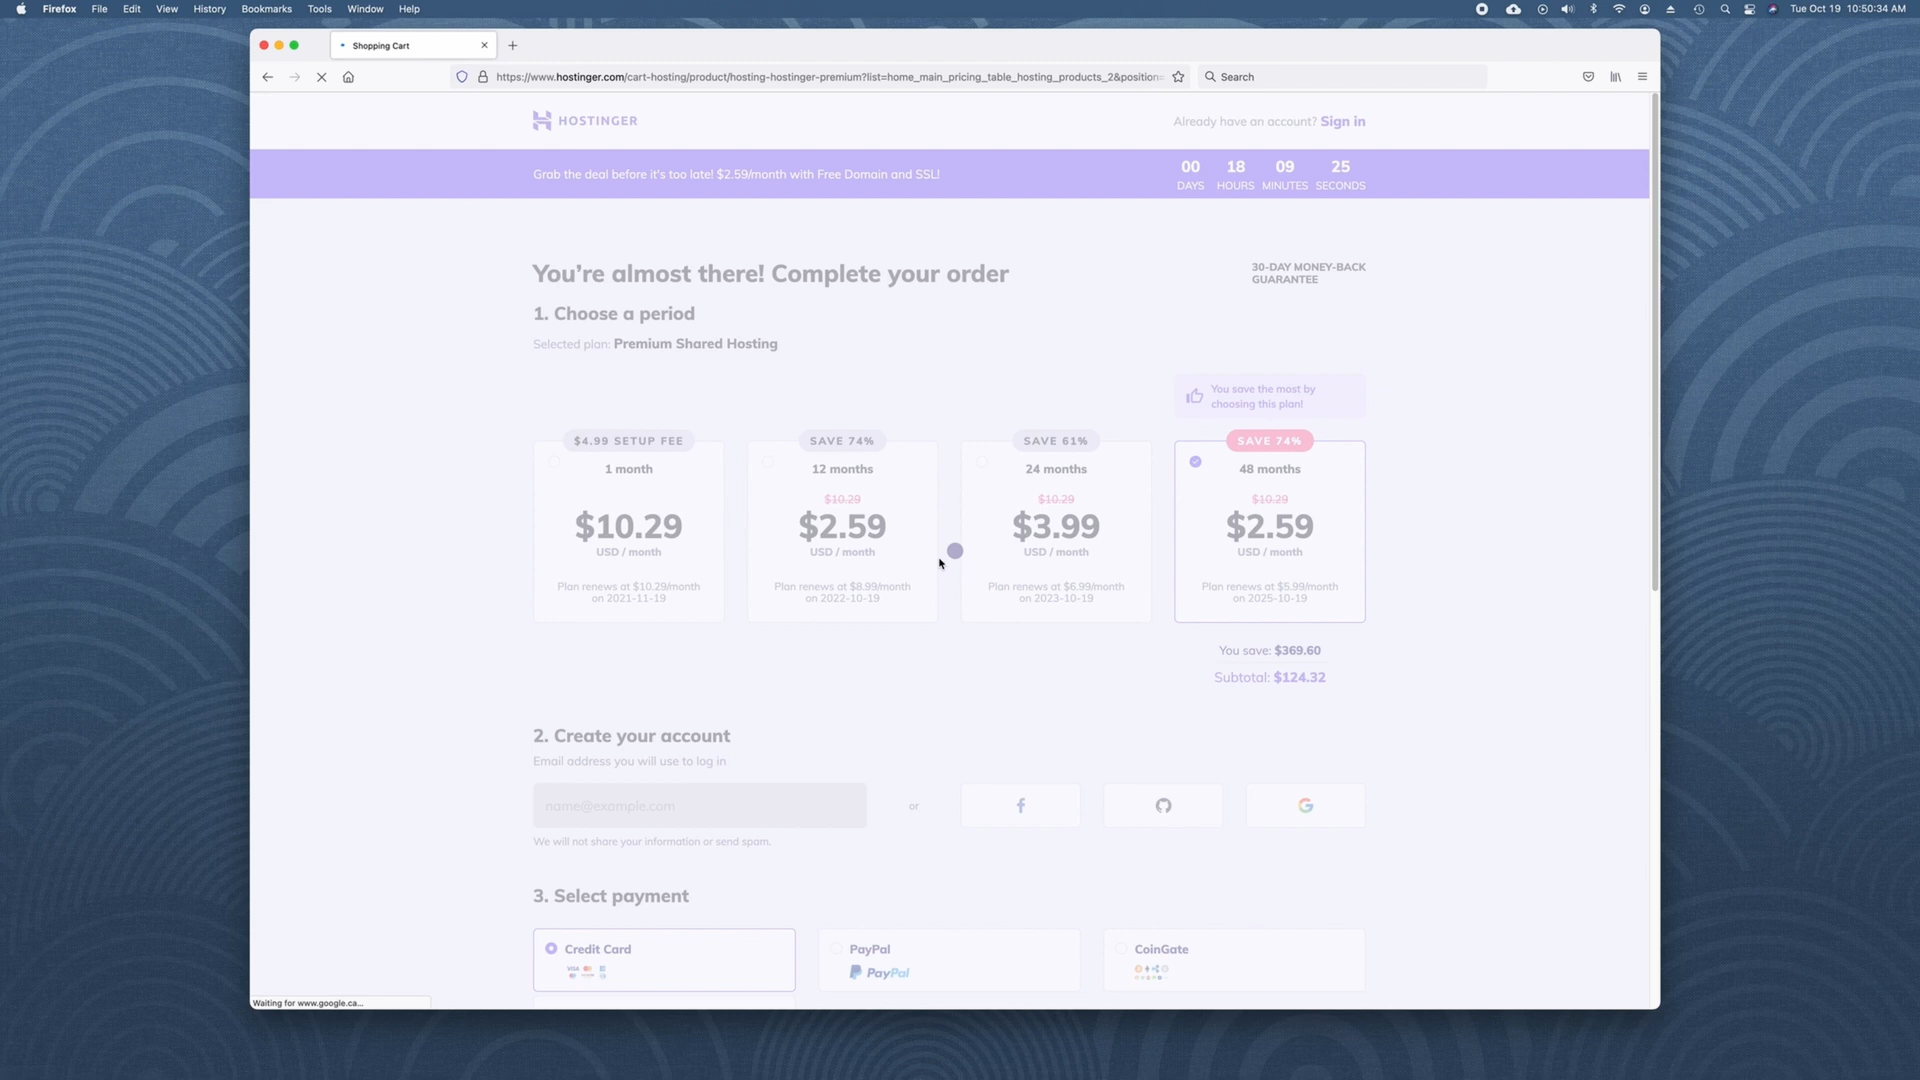 Firefox File Edit View History Bookmarks Tools Window Help
Tue Oct 19 10:50:34 AM
Shopping Cart
https://www.hostinger.com/cart-hosting/product/hosting-hostinger-premium?list=home_main_pricing_table_hosting_products_2&position=
Search
HOSTINGER
Already have an account? Sign in
Grab the deal before it's too late! $2.59/month with Free Domain and SSL!
00 18 09 25
DAYS HOURS MINUTES SECONDS
You're almost there! Complete your order
30-DAY MONEY-BACK
GUARANTEE
1. Choose a period
Selected plan: Premium Shared Hosting
You save the most by
choosing this plan!
$4.99 SETUP FEE
1 month
$10.29
USD / month
Plan renews at $10.29/month
on 2021-11-19
SAVE 74%
12 months
$10.29
$2.59
USD / month
Plan renews at $8.99/month
on 2022-10-19
SAVE 61%
24 months
$10.29
$3.99
USD / month
Plan renews at $6.99/month
on 2023-10-19
SAVE 74%
48 months
$10.29
$2.59
USD / month
Plan renews at $5.99/month
on 2025-10-19
You save: $369.60
Subtotal: $124.32
2. Create your account
Email address you will use to log in
name@example.com
or
We will not share your information or send spam.
3. Select payment
Credit Card
VISA
PayPal
PayPal
CoinGate
Waiting for www.google.ca...